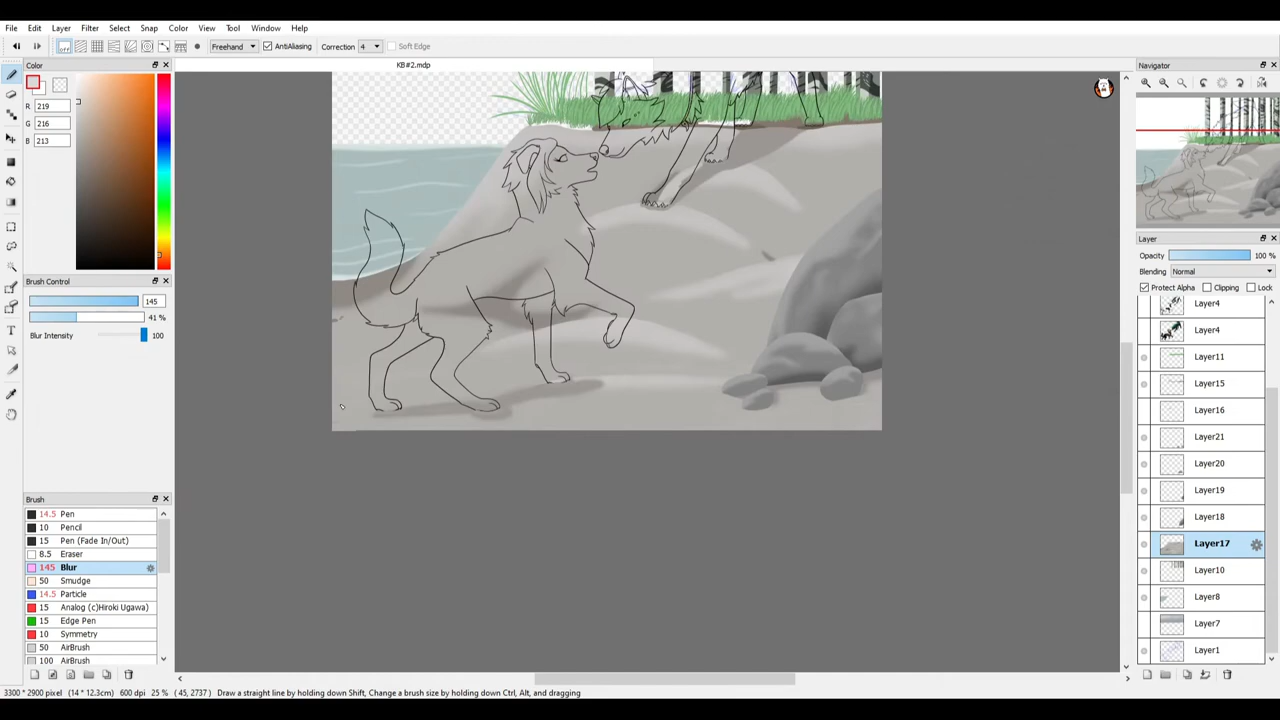 File Edit Layer Filter Select Snap Color View Tool Window Help
off Freehand AntiAliasing Correction 4 Soft Edge
Color
KB#2.mdp
Navigator
R 219
G 216
B 213
Brush Control
145
41 %
Blur Intensity 100
Layer
Opacity 100 %
Blending Normal
Protect Alpha Clipping Lock
Layer4
Layer4
Layer11
Layer15
Layer16
Layer21
Layer20
Layer19
Layer18
Layer17
Layer10
Layer8
Layer7
Layer1
Brush
14.5 Pen
10 Pencil
15 Pen (Fade In/Out)
8.5 Eraser
145 Blur
50 Smudge
14.5 Particle
15 Analog (c)Hiroki Ugawa)
15 Edge Pen
10 Symmetry
50 AirBrush
100 AirBrush
3300 * 2900 pixel (14 * 12.3cm) 600 dpi 25 % ( 45, 2737 ) Draw a straight line by holding down Shift, Change a brush size by holding down Ctrl, Alt, and dragging